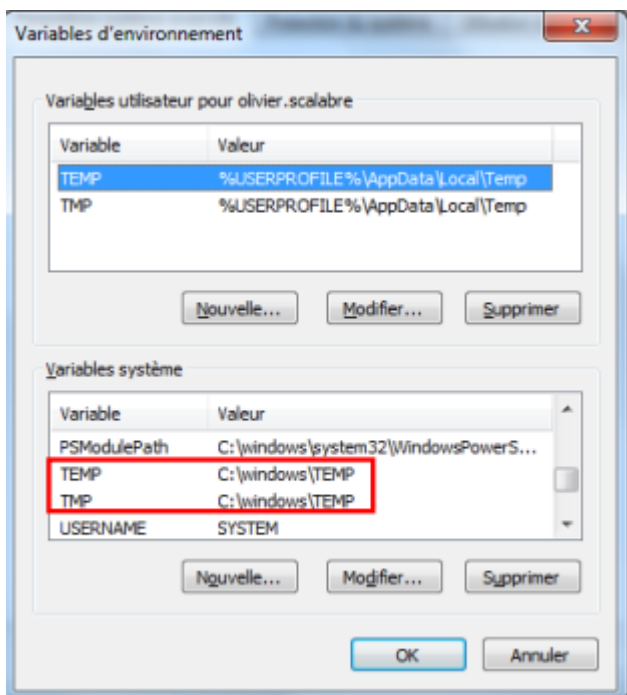 Variables d'environnement
Variables utilisateur pour olivier.scalabre
Variable Valeur
TEMP %USERPROFILE%\AppData\Local\Temp
TMP %USERPROFILE%\AppData\Local\Temp
Nouvelle... Modifier... Supprimer
Variables système
Variable Valeur
PSModulePath C:\windows\system32\WindowsPowerS...
TEMP C:\windows\TEMP
TMP C:\windows\TEMP
USERNAME SYSTEM
Nouvelle... Modifier... Supprimer
OK Annuler